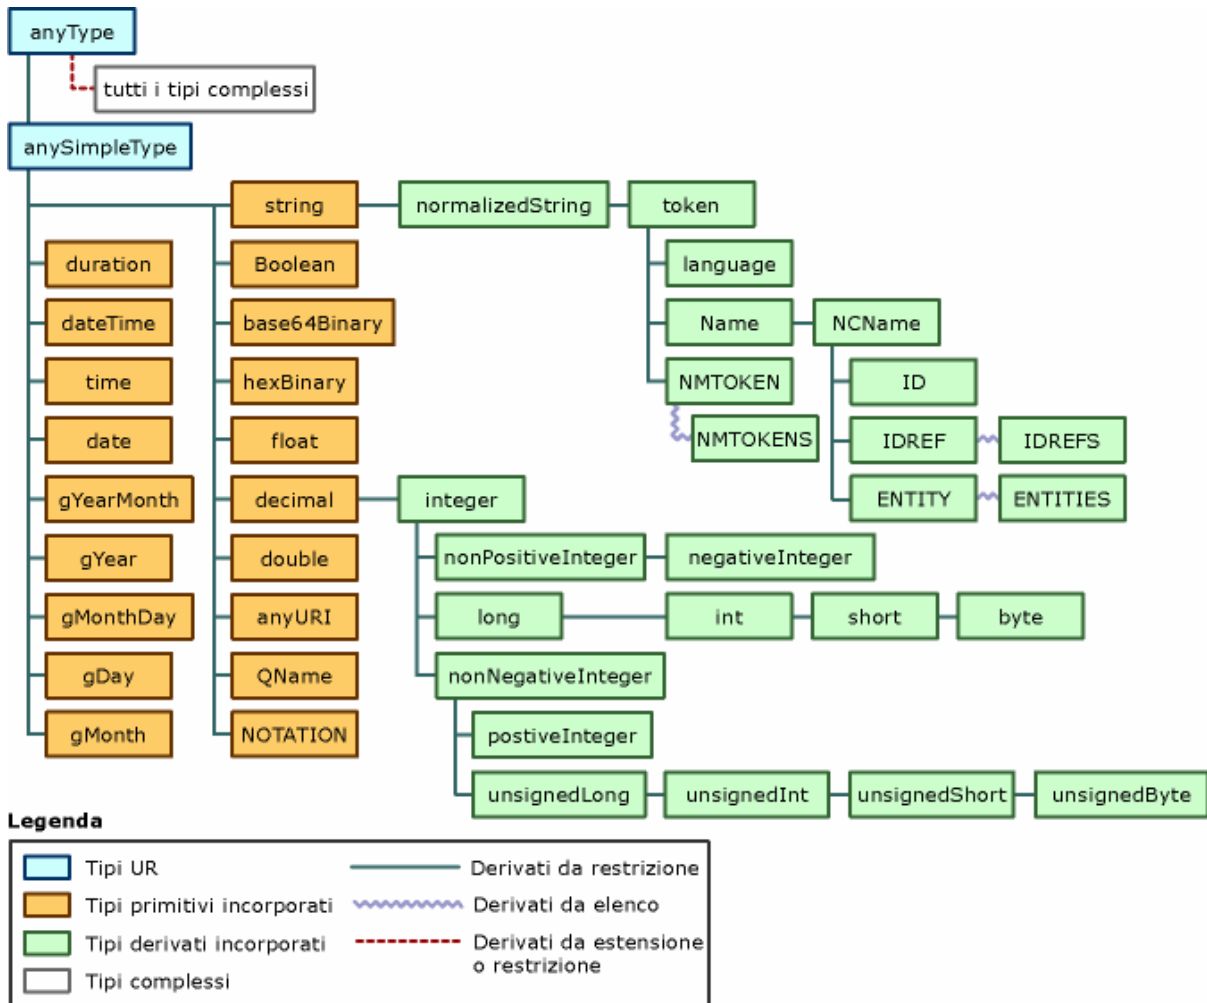 anyType
tutti i tipi complessi
anySimpleType
string normalizedString token
duration Boolean language
dateTime base64Binary Name NCName
time hexBinary NMTOKEN ID
date float NMTOKENS IDREF IDREFS
gYearMonth decimal integer ENTITY ENTITIES
gYear double nonPositiveInteger negativeInteger
gMonthDay anyURI long int short byte
gDay QName nonNegativeInteger
gMonth NOTATION postiveInteger
unsignedLong unsignedInt unsignedShort unsignedByte
Legenda
Tipi UR Derivati da restrizione
Tipi primitivi incorporati Derivati da elenco
Tipi derivati incorporati Derivati da estensione
o restrizione
Tipi complessi